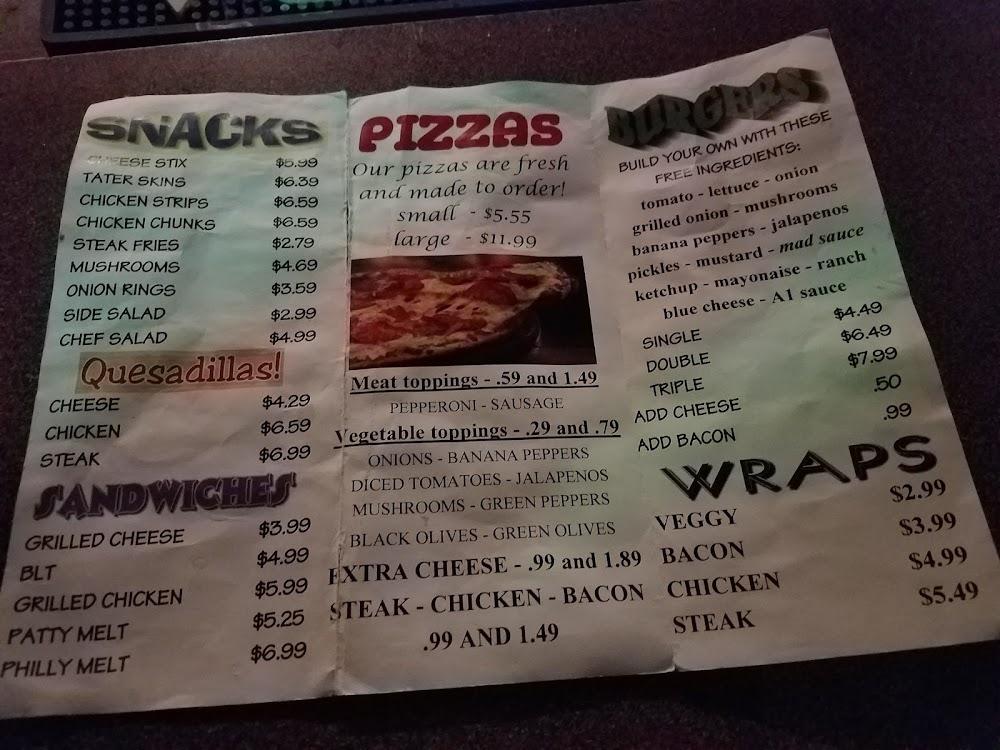 SNACKS
CHEESE STIX $5.99
TATER SKINS $6.39
CHICKEN STRIPS $6.59
CHICKEN CHUNKS $6.59
STEAK FRIES $2.79
MUSHROOMS $4.69
ONION RINGS $3.59
SIDE SALAD $2.99
CHEF SALAD $4.99
Quesadillas!
CHEESE $4.29
CHICKEN $6.59
STEAK $6.99
SANDWICHES
GRILLED CHEESE $3.99
BLT $4.99
GRILLED CHICKEN $5.99
PATTY MELT $5.25
PHILLY MELT $6.99
PIZZAS
Our pizzas are fresh
and made to order!
small - $5.55
large - $11.99
Meat toppings - .59 and 1.49
PEPPERONI - SAUSAGE
Vegetable toppings - .29 and .79
ONIONS - BANANA PEPPERS
DICED TOMATOES - JALAPENOS
MUSHROOMS - GREEN PEPPERS
BLACK OLIVES - GREEN OLIVES
EXTRA CHEESE - .99 and 1.89
STEAK - CHICKEN - BACON
.99 AND 1.49
BURGERS
BUILD YOUR OWN WITH THESE
FREE INGREDIENTS:
tomato - lettuce - onion
grilled onion - mushrooms
banana peppers - jalapenos
pickles - mustard - mad sauce
ketchup - mayonaise - ranch
blue cheese - A1 sauce
SINGLE $4.49
DOUBLE $6.49
TRIPLE $7.99
ADD CHEESE .50
ADD BACON .99
WRAPS
VEGGY $2.99
BACON $3.99
CHICKEN $4.99
STEAK $5.49